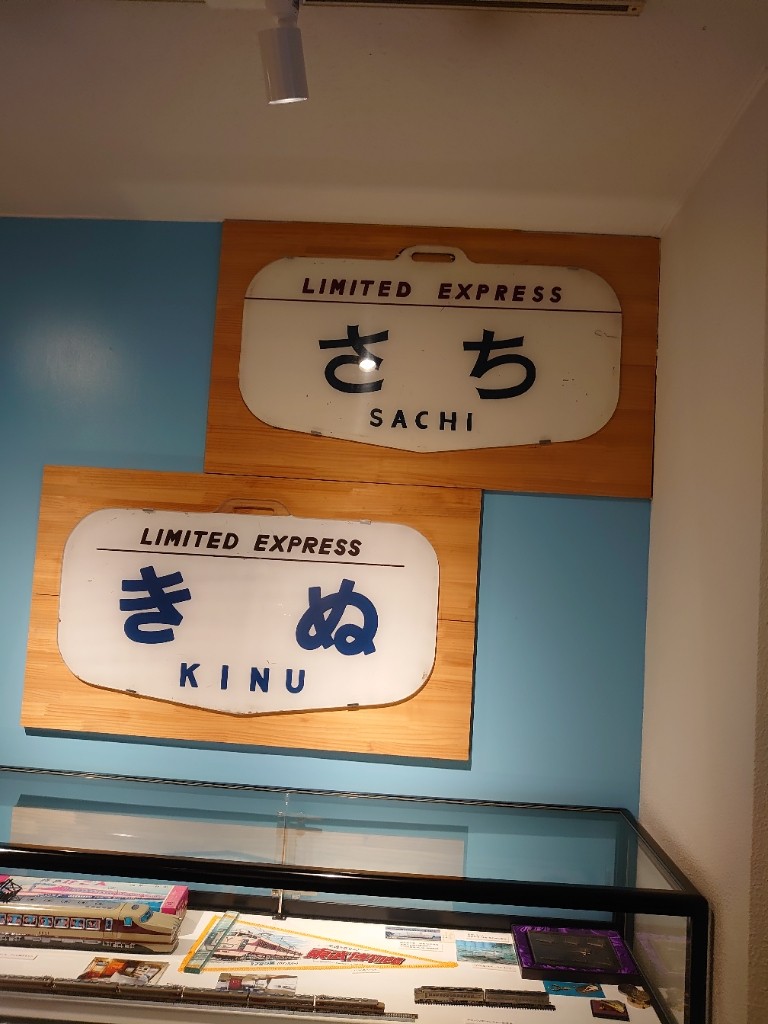 LIMITED EXPRESS
さち
SACHI
LIMITED EXPRESS
きぬ
KINU